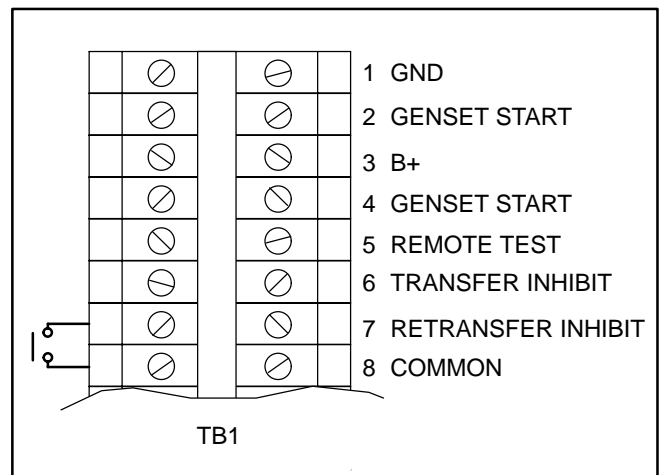 1 GND
2 GENSET START
3 B+
4 GENSET START
5 REMOTE TEST
6 TRANSFER INHIBIT
7 RETRANSFER INHIBIT
8 COMMON
TB1